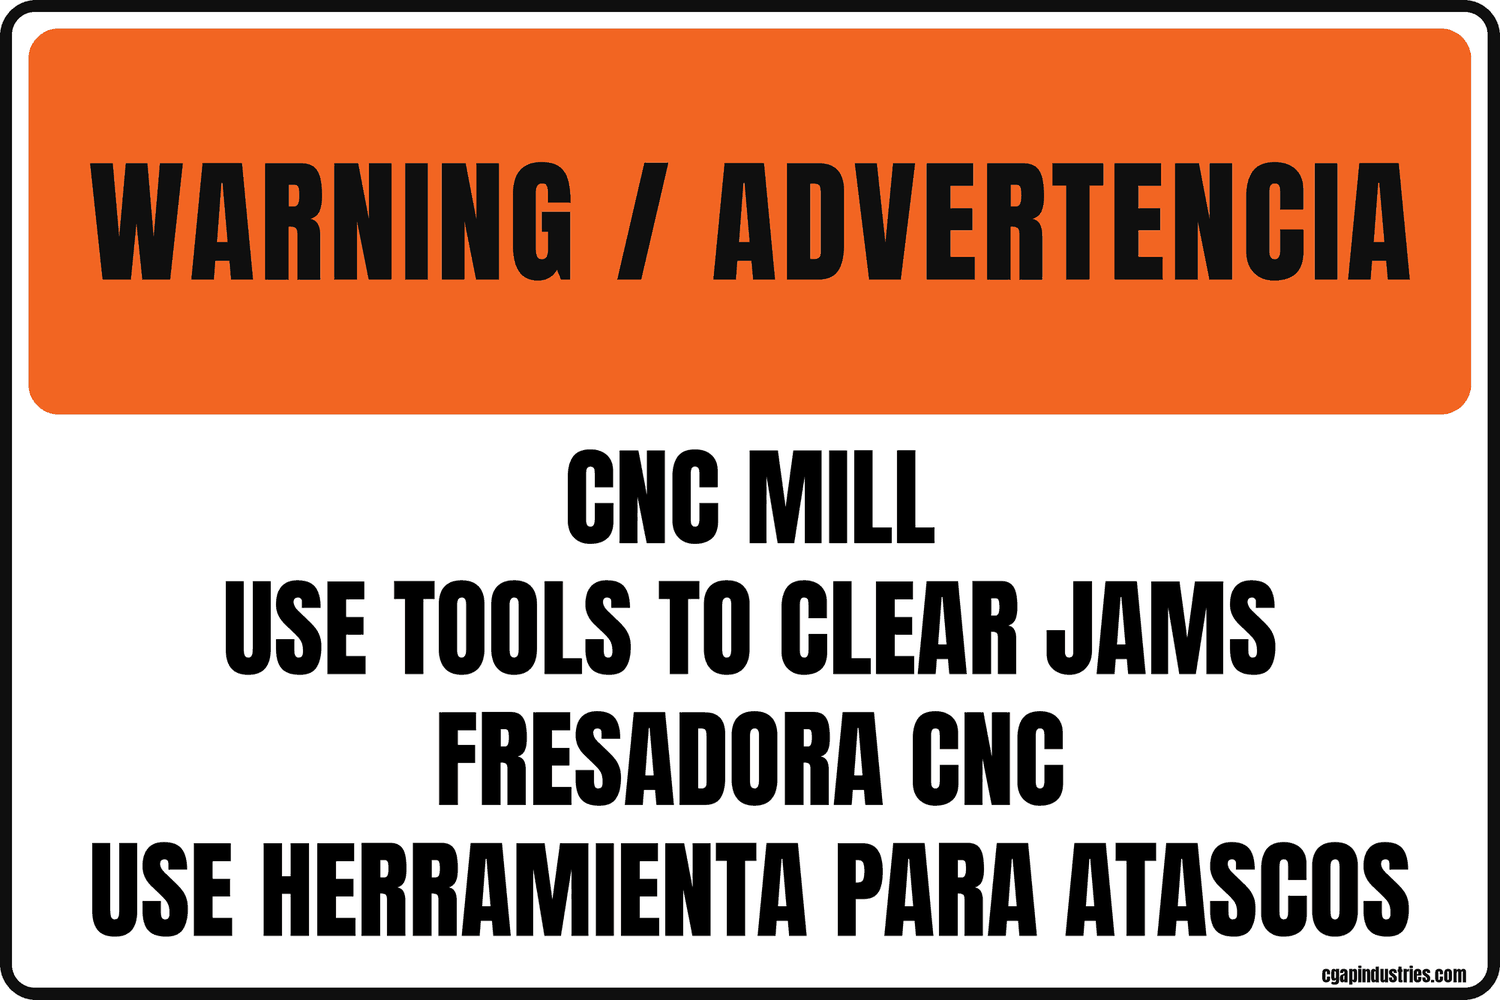 WARNING / ADVERTENCIA
CNC MILL
USE TOOLS TO CLEAR JAMS
FRESADORA CNC
USE HERRAMIENTA PARA ATASCOS
cgapindustries.com